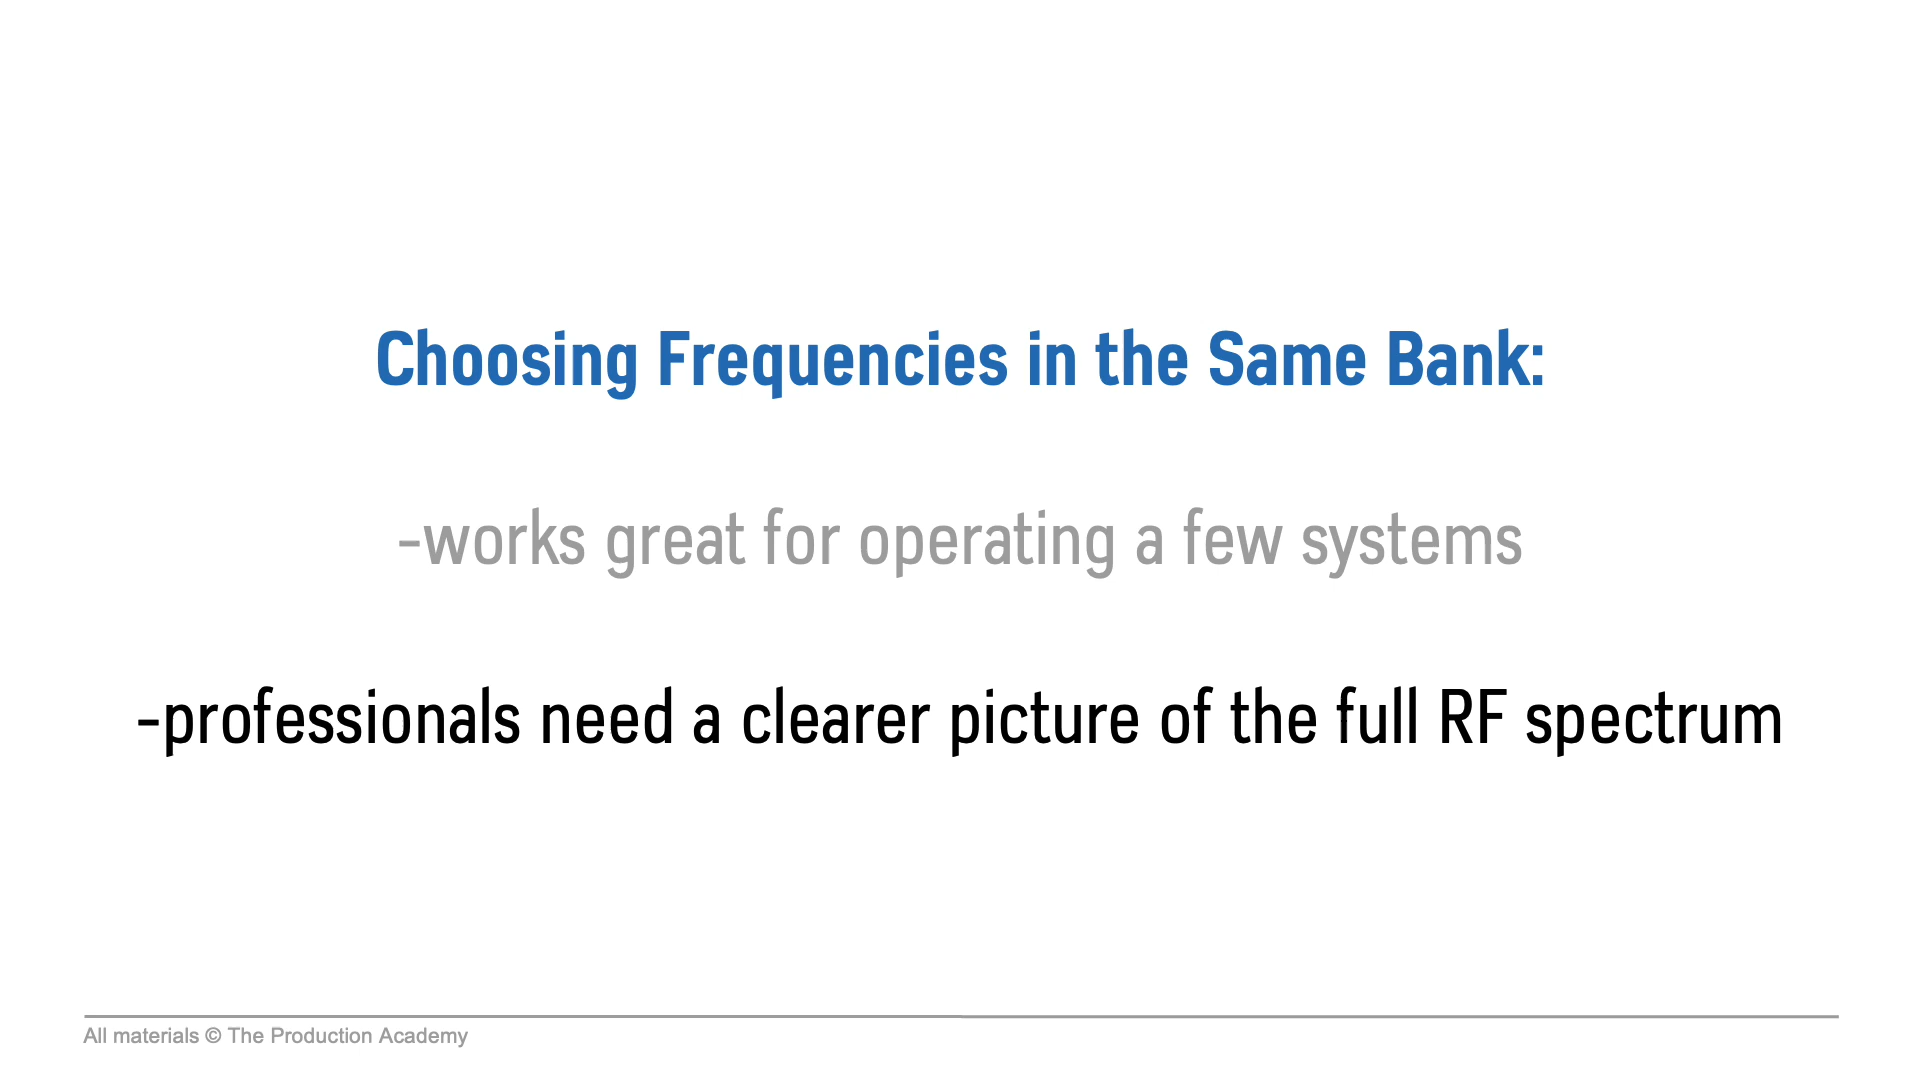 Choosing Frequencies in the Same Bank:
-works great for operating a few systems
-professionals need a clearer picture of the full RF spectrum
All materials © The Production Academy